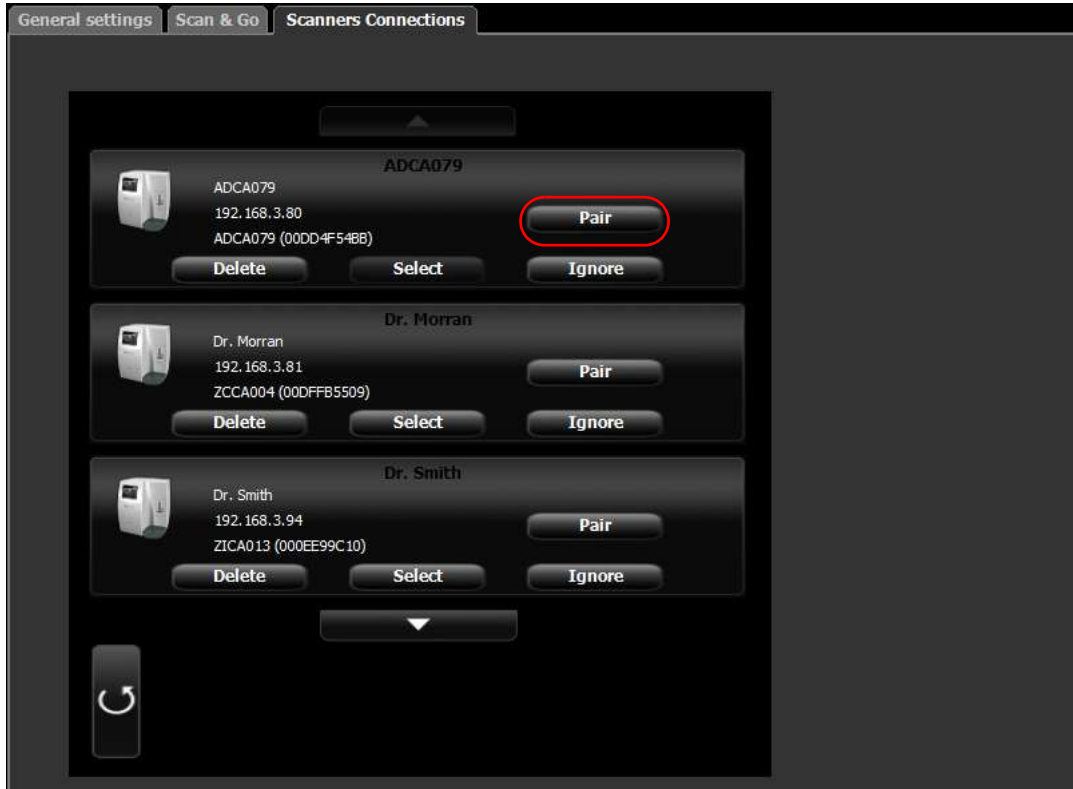 General settings Scan & Go Scanners Connections
ADCA079
ADCA079
192.168.3.80
Pair
ADCA079 (00DD4F54BB)
Delete Select Ignore
Dr. Morran
Dr. Morran
192.168.3.81
Pair
ZCCA004 (00DFFB5509)
Delete Select Ignore
Dr. Smith
Dr. Smith
192.168.3.94
Pair
ZICA013 (000EE99C10)
Delete Select Ignore